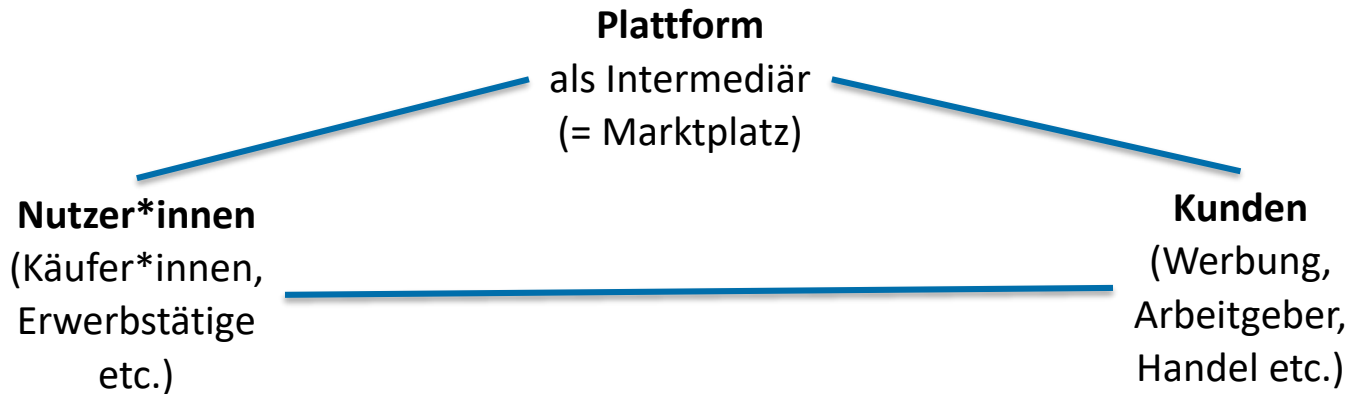 Plattform
als Intermediär
(= Marktplatz)
Nutzer*innen
(Käufer*innen,
Erwerbstätige
etc.)
Kunden
(Werbung,
Arbeitgeber,
Handel etc.)